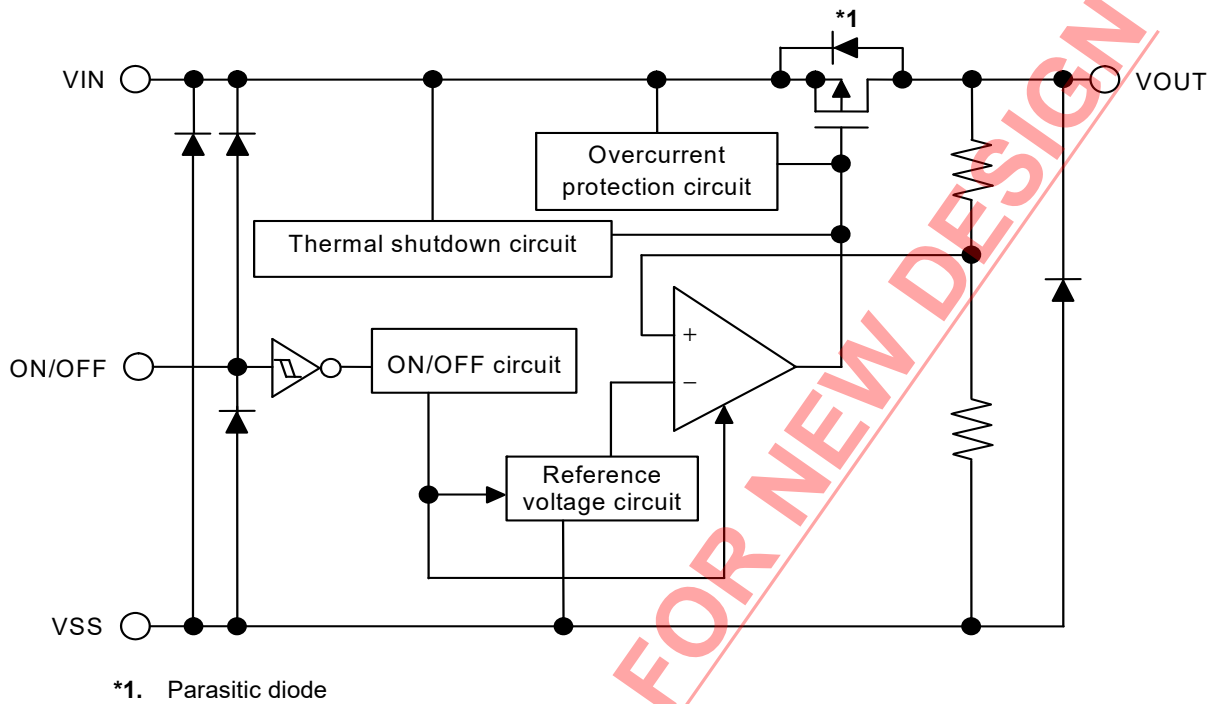 *1
VIN
VOUT
Overcurrent
protection circuit
Thermal shutdown circuit
+
−
ON/OFF
ON/OFF circuit
Reference
voltage circuit
VSS
*1. Parasitic diode
FOR NEW DESIGN